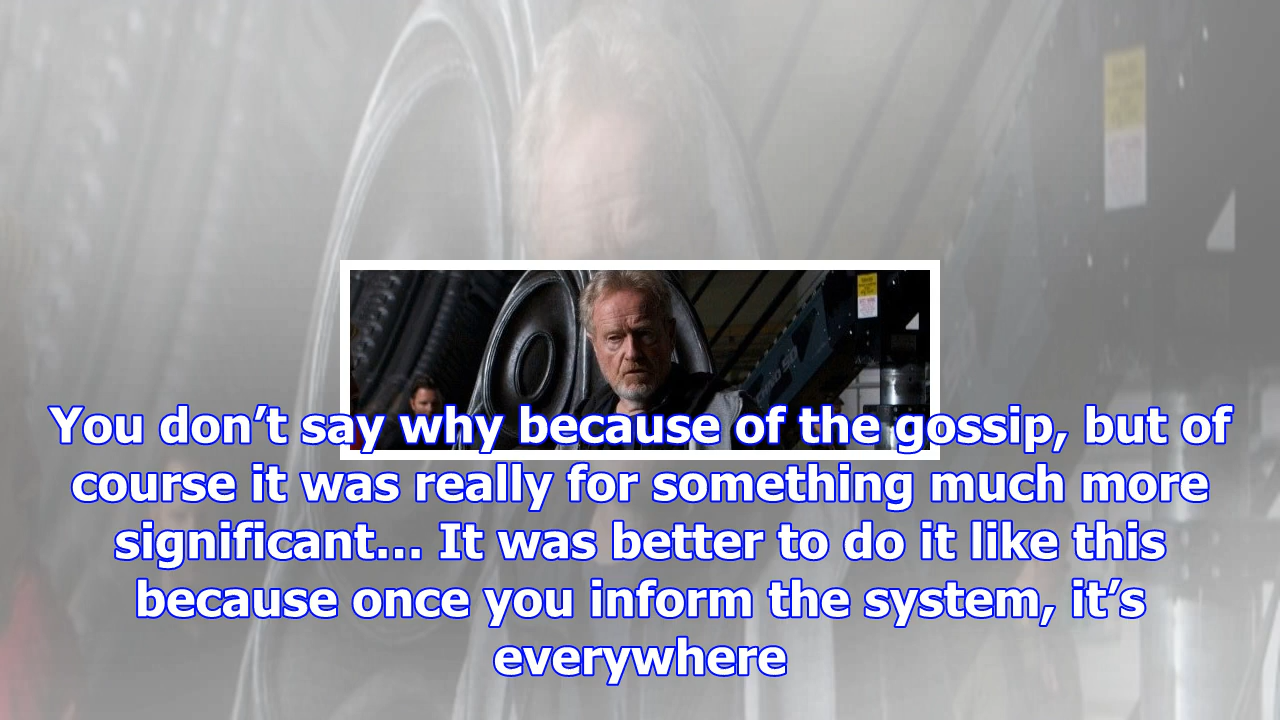 You don’t say why because of the gossip, but of
course it was really for something much more
significant... It was better to do it like this
because once you inform the system, it’s
everywhere